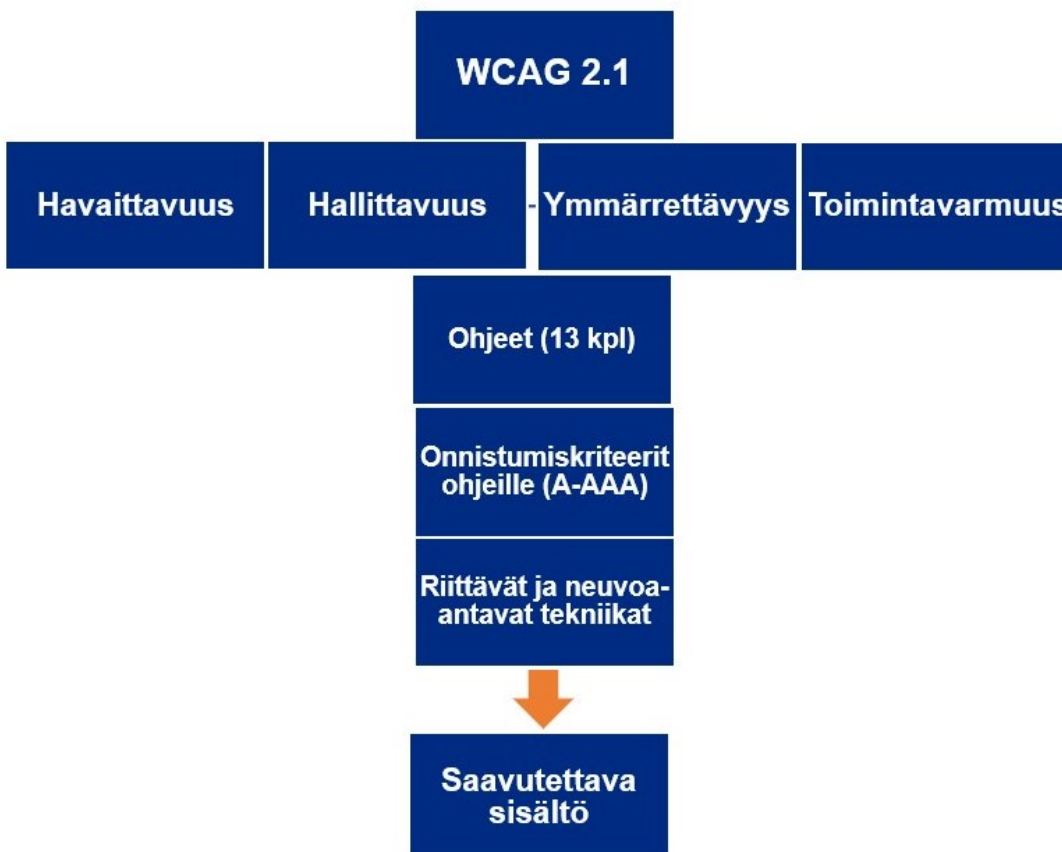 WCAG 2.1
Havaittuvuus Hallittavuus - Ymmärrettävyys Toimintavarmuus
Ohjeet (13 kpl)
Onnistumiskriteerit
ohjeille (A-AAA)
Riittävät ja neuvoa-
antavat tekniikat
Saavutettava
sisältö